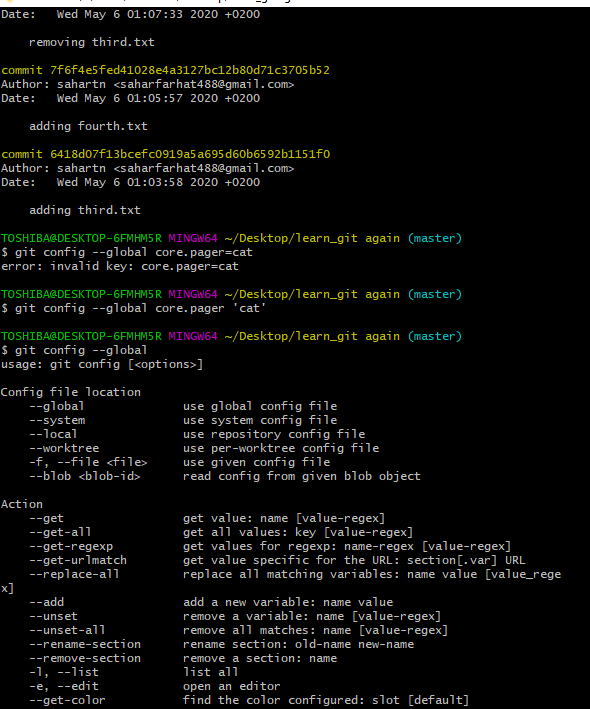 Date:   Wed May 6 01:07:33 2020 +0200
    removing third.txt
commit 7f6f4e5fed41028e4a3127bc12b80d71c3705b52
Author: sahartn <saharfarhat488@gmail.com>
Date:   Wed May 6 01:05:57 2020 +0200
    adding fourth.txt
commit 6418d07f13bcefc0919a5a695d60b6592b1151f0
Author: sahartn <saharfarhat488@gmail.com>
Date:   Wed May 6 01:03:58 2020 +0200
    adding third.txt
TOSHIBA@DESKTOP-6FMHM5R MINGW64 ~/Desktop/learn_git again (master)
$ git config --global core.pager=cat
error: invalid key: core.pager=cat
TOSHIBA@DESKTOP-6FMHM5R MINGW64 ~/Desktop/learn_git again (master)
$ git config --global core.pager 'cat'
TOSHIBA@DESKTOP-6FMHM5R MINGW64 ~/Desktop/learn_git again (master)
$ git config --global
usage: git config [<options>]
Config file location
    --global              use global config file
    --system              use system config file
    --local               use repository config file
    --worktree            use per-worktree config file
    -f, --file <file>     use given config file
    --blob <blob-id>      read config from given blob object
Action
    --get                 get value: name [value-regex]
    --get-all             get all values: key [value-regex]
    --get-regexp          get values for regexp: name-regex [value-regex]
    --get-urlmatch        get value specific for the URL: section[.var] URL
    --replace-all         replace all matching variables: name value [value_rege
x]
    --add                 add a new variable: name value
    --unset               remove a variable: name [value-regex]
    --unset-all           remove all matches: name [value-regex]
    --rename-section      rename section: old-name new-name
    --remove-section      remove a section: name
    -l, --list            list all
    -e, --edit            open an editor
    --get-color           find the color configured: slot [default]